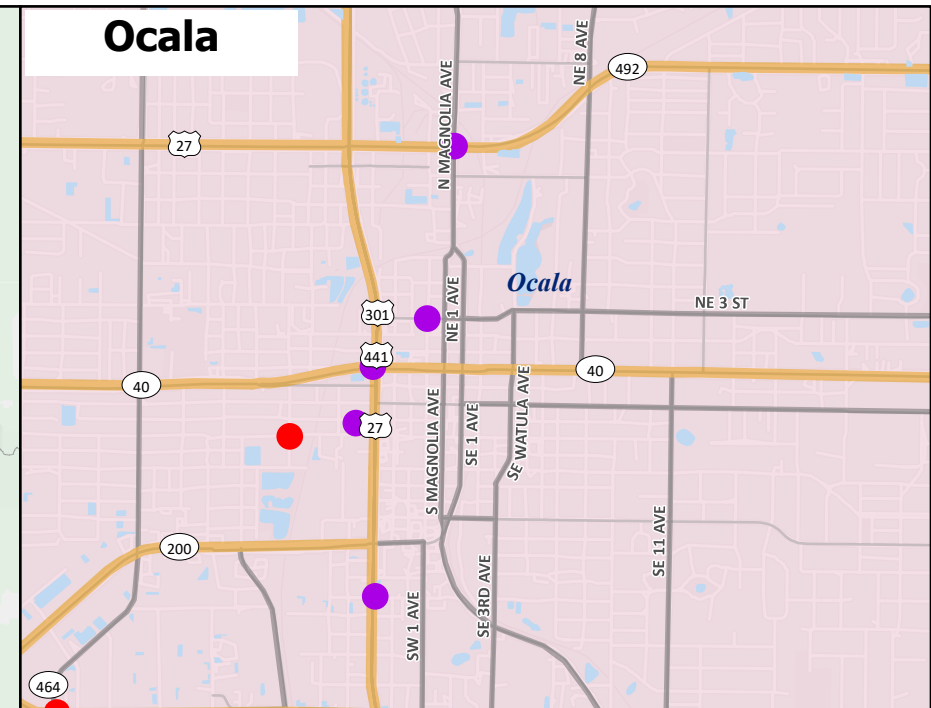 Ocala
NE 8 AVE
492
N MAGNOLIA AVE
27
Ocala
301
NE 1 AVE
NE 3 ST
441
40
40
S MAGNOLIA AVE
SE 1 AVE
SE WATULA AVE
27
200
SE 11 AVE
SW 1 AVE
SE 3RD AVE
464